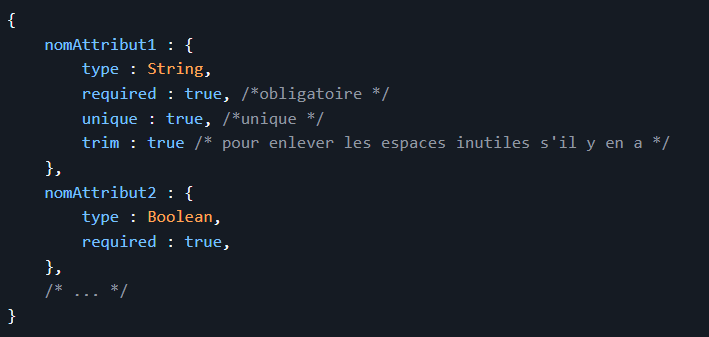 {
    nomAttribut1 : {
        type : String,
        required : true, /*obligatoire */
        unique : true, /*unique */
        trim : true /* pour enlever les espaces inutiles s'il y en a */
    },
    nomAttribut2 : {
        type : Boolean,
        required : true,
    },
    /* ... */
}